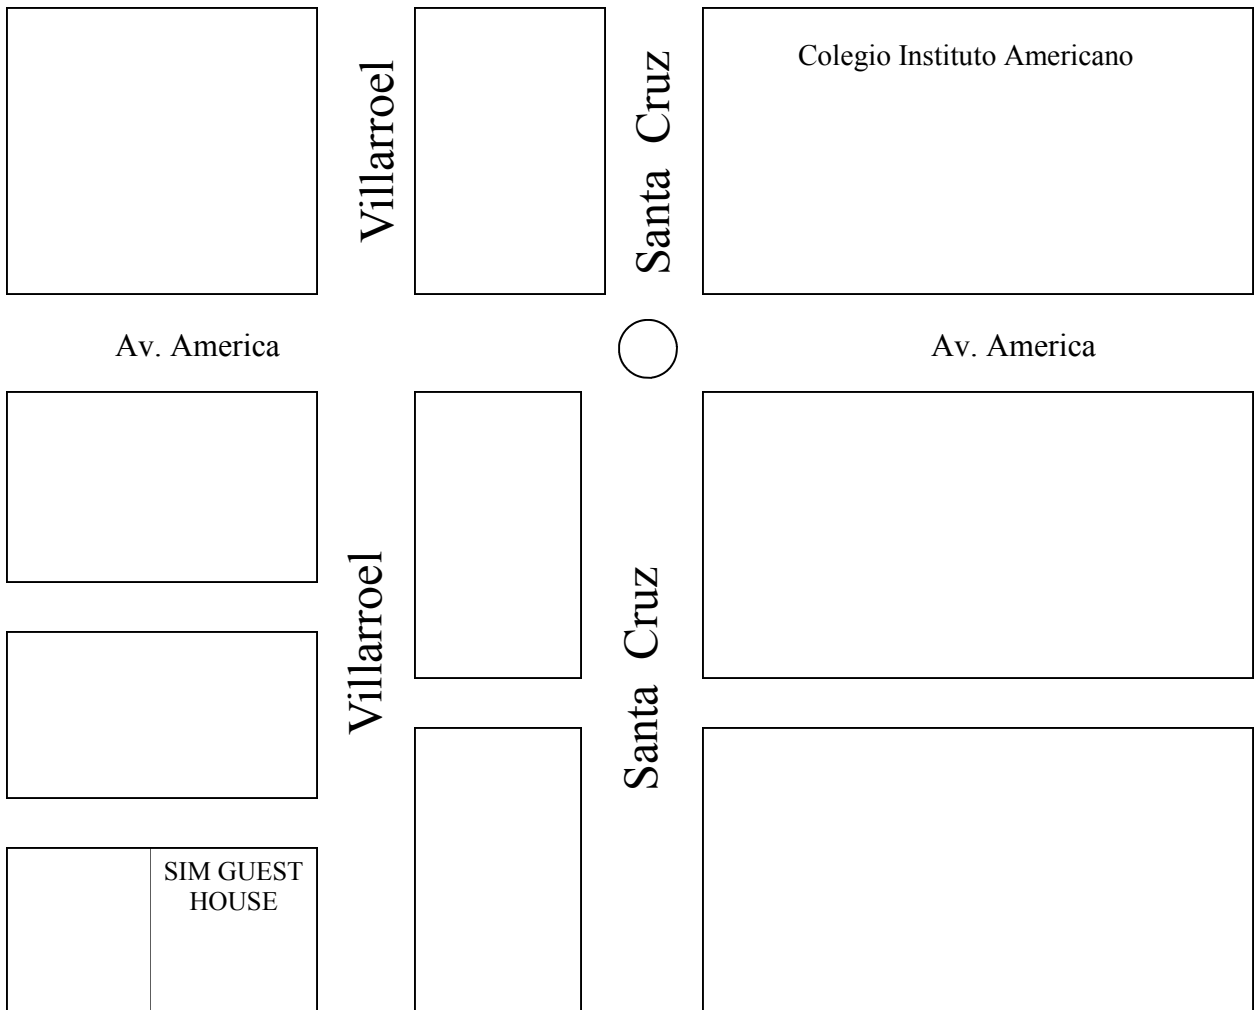 Colegio Instituto Americano
Villarroel
Santa Cruz
Av. America
Av. America
Villarroel
Santa Cruz
SIM GUEST
HOUSE